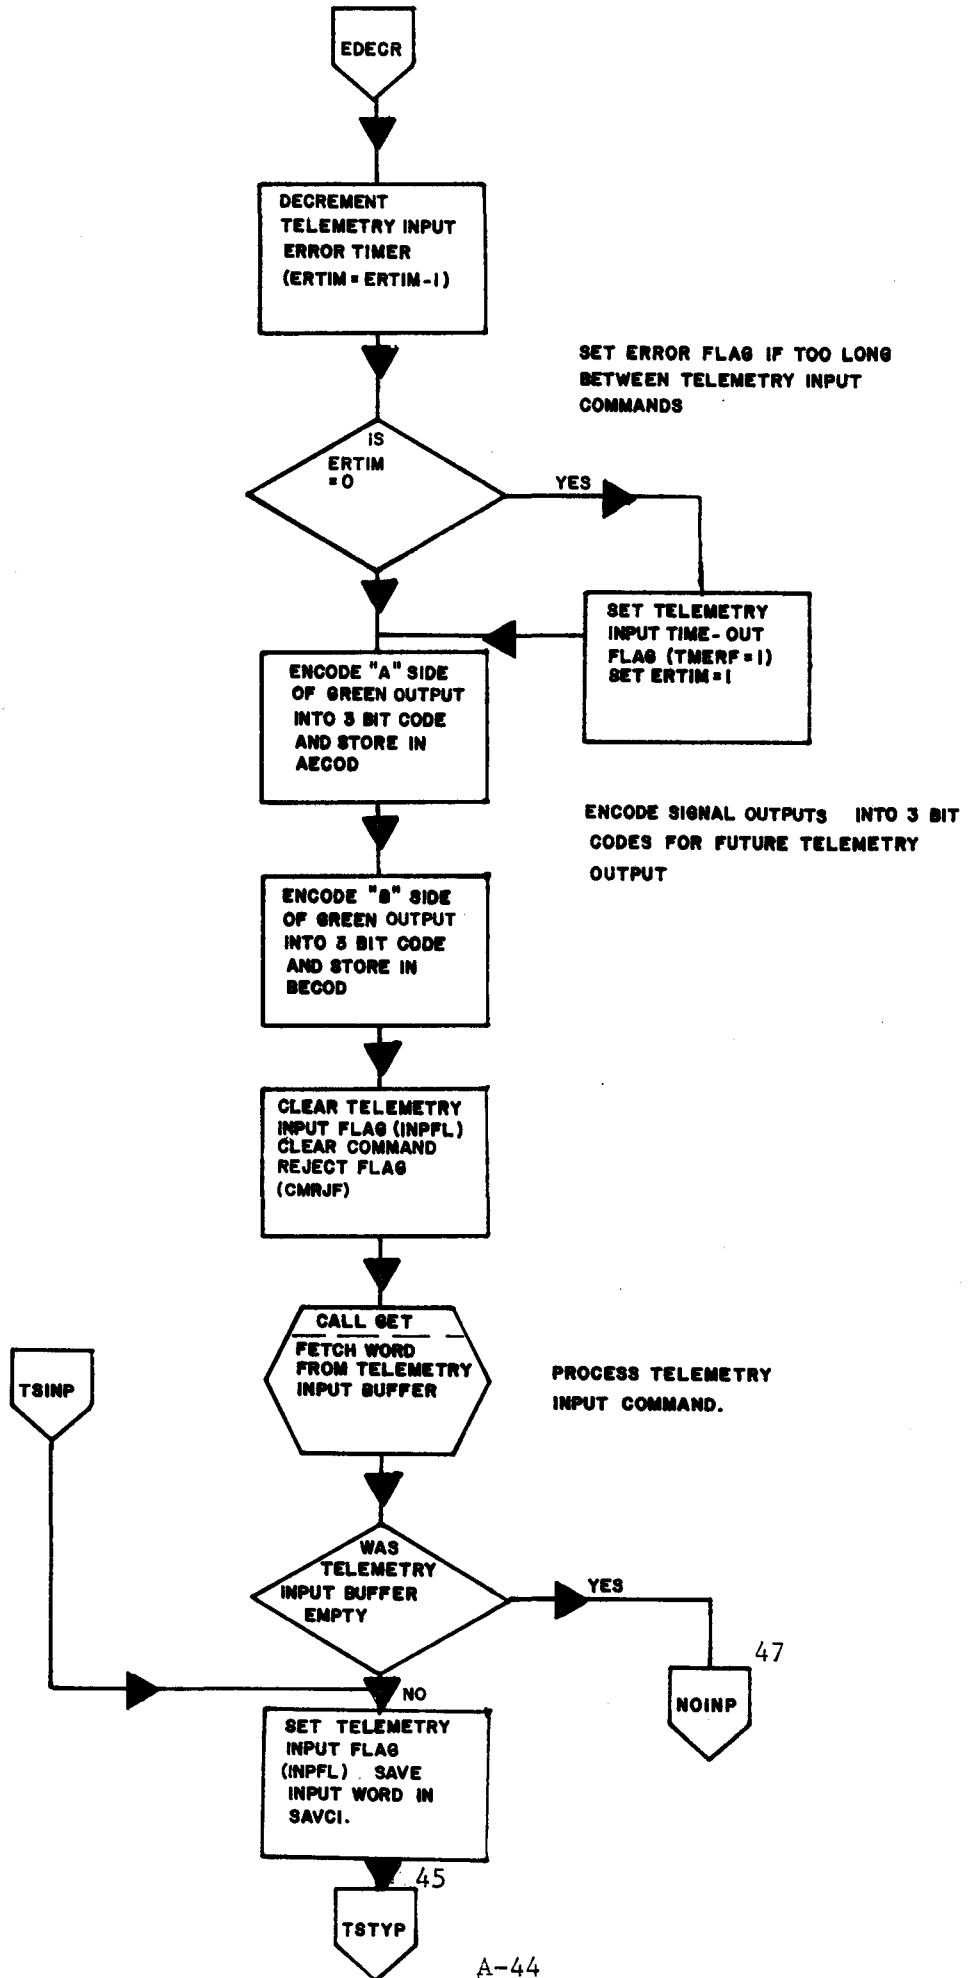 EDECR
DECREMENT
TELEMETRY INPUT
ERROR TIMER
(ERTIM=ERTIM-1)
SET ERROR FLAG IF TOO LONG
BETWEEN TELEMETRY INPUT
COMMANDS
IS
ERTIM
=0
YES
SET TELEMETRY
INPUT TIME-OUT
FLAG (TMERF=1)
SET ERTIM=1
ENCODE "A" SIDE
OF GREEN OUTPUT
INTO 3 BIT CODE
AND STORE IN
AECOD
ENCODE SIGNAL OUTPUTS INTO 3 BIT
CODES FOR FUTURE TELEMETRY
OUTPUT
ENCODE "B" SIDE
OF GREEN OUTPUT
INTO 3 BIT CODE
AND STORE IN
BECOD
CLEAR TELEMETRY
INPUT FLAG (INPFL)
CLEAR COMMAND
REJECT FLAG
(CMRJF)
CALL GET
FETCH WORD
FROM TELEMETRY
INPUT BUFFER
PROCESS TELEMETRY
INPUT COMMAND.
TSINP
WAS
TELEMETRY
INPUT BUFFER
EMPTY
YES
47
NOINP
NO
SET TELEMETRY
INPUT FLAG
(INPFL) . SAVE
INPUT WORD IN
SAVCI.
45
TSTYP
A-44